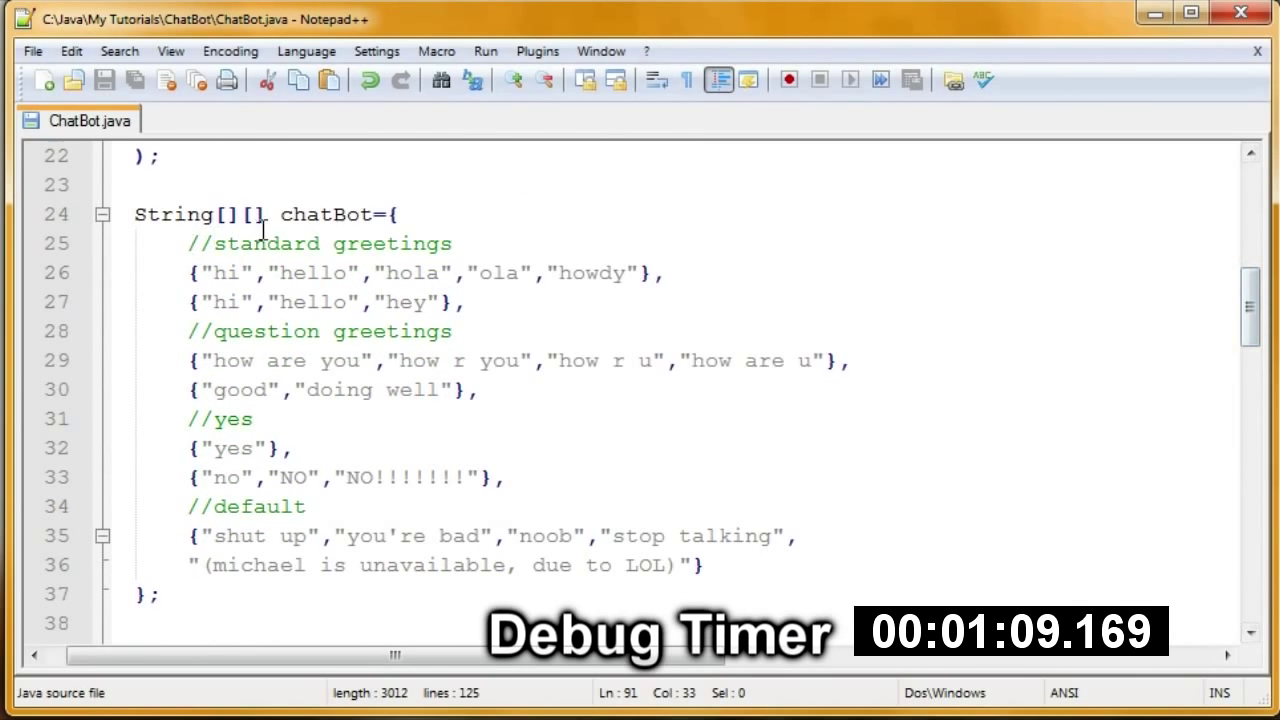 C:\Java\My Tutorials\ChatBot\ChatBot.java - Notepad++
File Edit Search View Encoding Language Settings Macro Run Plugins Window ? X
ABC
ChatBot.java
22 );
23
24 String[][] chatBot={
25 //standard greetings
26 {"hi","hello","hola","ola","howdy"},
27 {"hi","hello","hey"},
28 //question greetings
29 {"how are you","how r you","how r u","how are u"},
30 {"good","doing well"},
31 //yes
32 {"yes"},
33 {"no","NO","NO!!!!!!!"},
34 //default
35 {"shut up","you're bad","noob","stop talking",
36 "(michael is unavailable, due to LOL)"}
37 };
38
Debug Timer 00:01:09.169
Java source file length : 3012 lines : 125 Ln : 91 Col : 33 Sel : 0 Dos\Windows ANSI INS